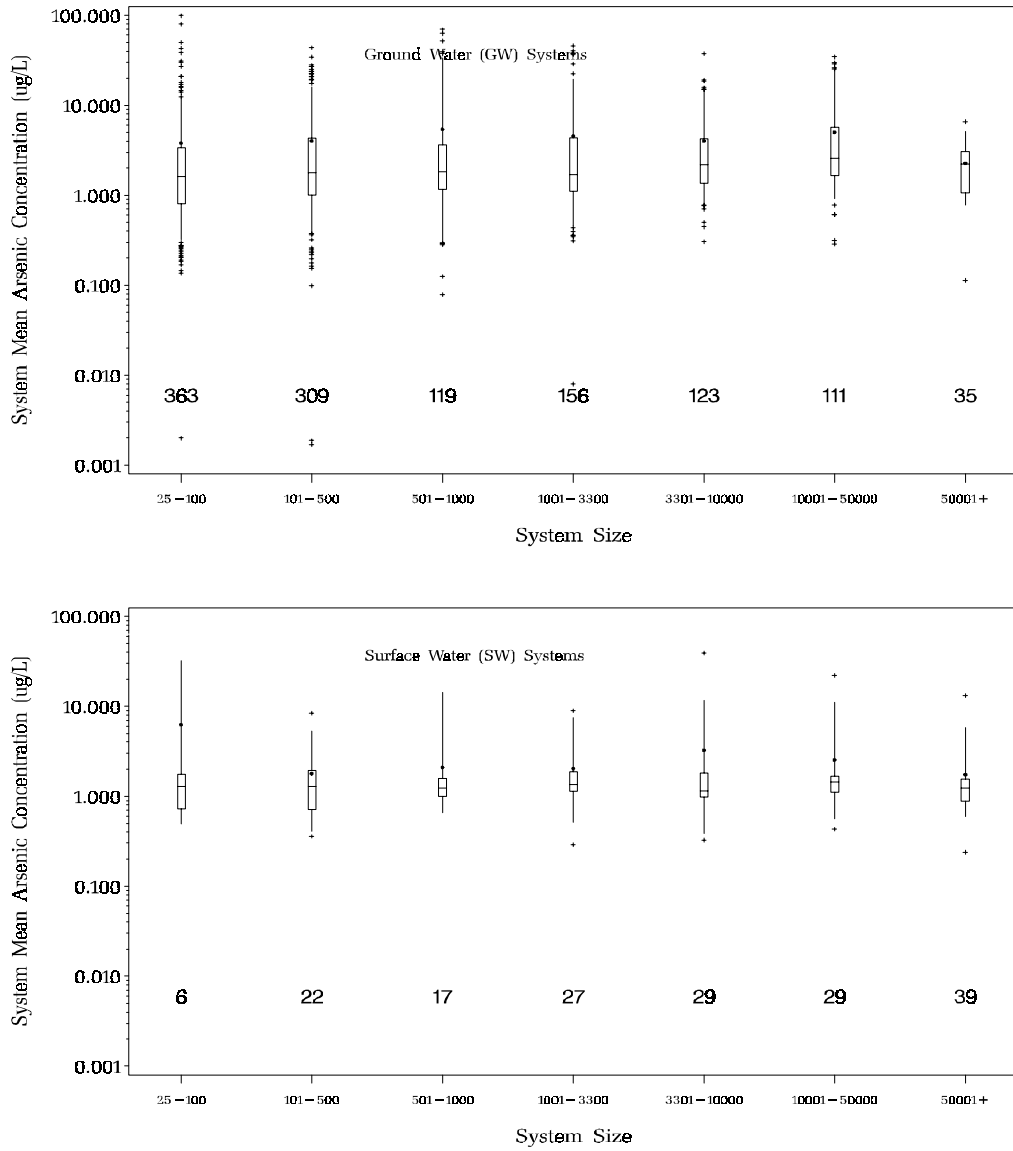 System Mean Arsenic Concentration (ug/L)
100.000
Ground Water (GW) Systems
10.000
1.000
0.100
0.010
363 309 119 156 123 111 35
0.001
25-100 101-500 501-1000 1001-3300 3301-10000 10001-50000 50001+
System Size
System Mean Arsenic Concentration (ug/L)
100.000
Surface Water (SW) Systems
10.000
1.000
0.100
0.010
6 22 17 27 29 29 39
0.001
25-100 101-500 501-1000 1001-3300 3301-10000 10001-50000 50001+
System Size